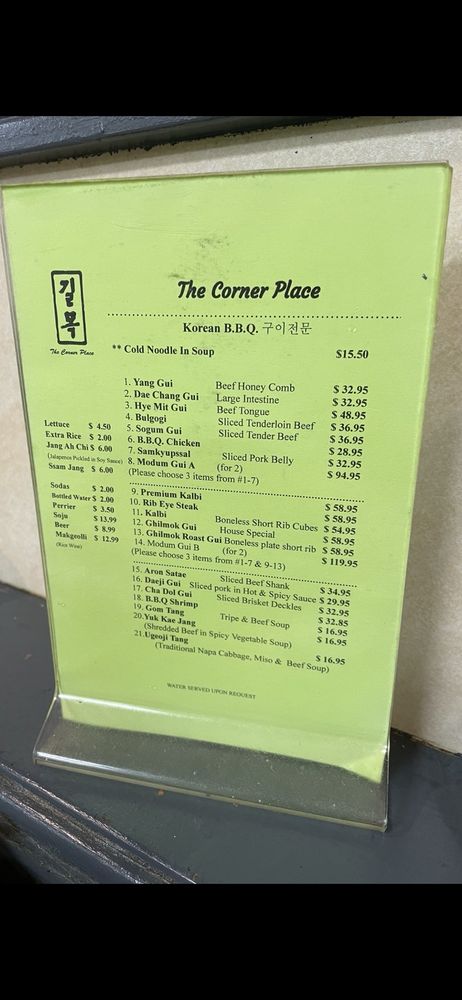 길목
The Corner Place
The Corner Place
Korean B.B.Q. 구이전문
** Cold Noodle In Soup $15.50
1. Yang Gui Beef Honey Comb $ 32.95
2. Dae Chang Gui Large Intestine $ 32.95
3. Hye Mit Gui Beef Tongue $ 48.95
4. Bulgogi Sliced Tenderloin Beef $ 36.95
5. Sogum Gui Sliced Tender Beef $ 36.95
6. B.B.Q. Chicken $ 28.95
7. Samkyupssal Sliced Pork Belly $ 32.95
8. Modum Gui A (for 2) $ 94.95
(Please choose 3 items from #1-7)
9. Premium Kalbi $ 58.95
10. Rib Eye Steak $ 58.95
11. Kalbi Boneless Short Rib Cubes $ 54.95
12. Ghilmok Gui House Special $ 58.95
13. Ghilmok Roast Gui Boneless plate short rib $ 58.95
14. Modum Gui B (for 2) $ 119.95
(Please choose 3 items from #1-7 & 9-13)
15. Aron Satae Sliced Beef Shank $ 34.95
16. Daeji Gui Sliced pork in Hot & Spicy Sauce $ 29.95
17. Cha Dol Gui Sliced Brisket Deckles $ 32.95
18. B.B.Q Shrimp $ 32.85
19. Gom Tang Tripe & Beef Soup $ 16.95
20. Yuk Kae Jang $ 16.95
(Shredded Beef in Spicy Vegetable Soup)
21. Ugeoji Tang $ 16.95
(Traditional Napa Cabbage, Miso & Beef Soup)
Lettuce $ 4.50
Extra Rice $ 2.00
Jang Ah Chi $ 6.00
(Jalapenos Pickled in Soy Sauce)
Ssam Jang $ 6.00
Sodas $ 2.00
Bottled Water $ 2.00
Perrier $ 3.50
Soju $ 13.99
Beer $ 8.99
Makgeolli $ 12.99
(Rice Wine)
WATER SERVED UPON REQUEST